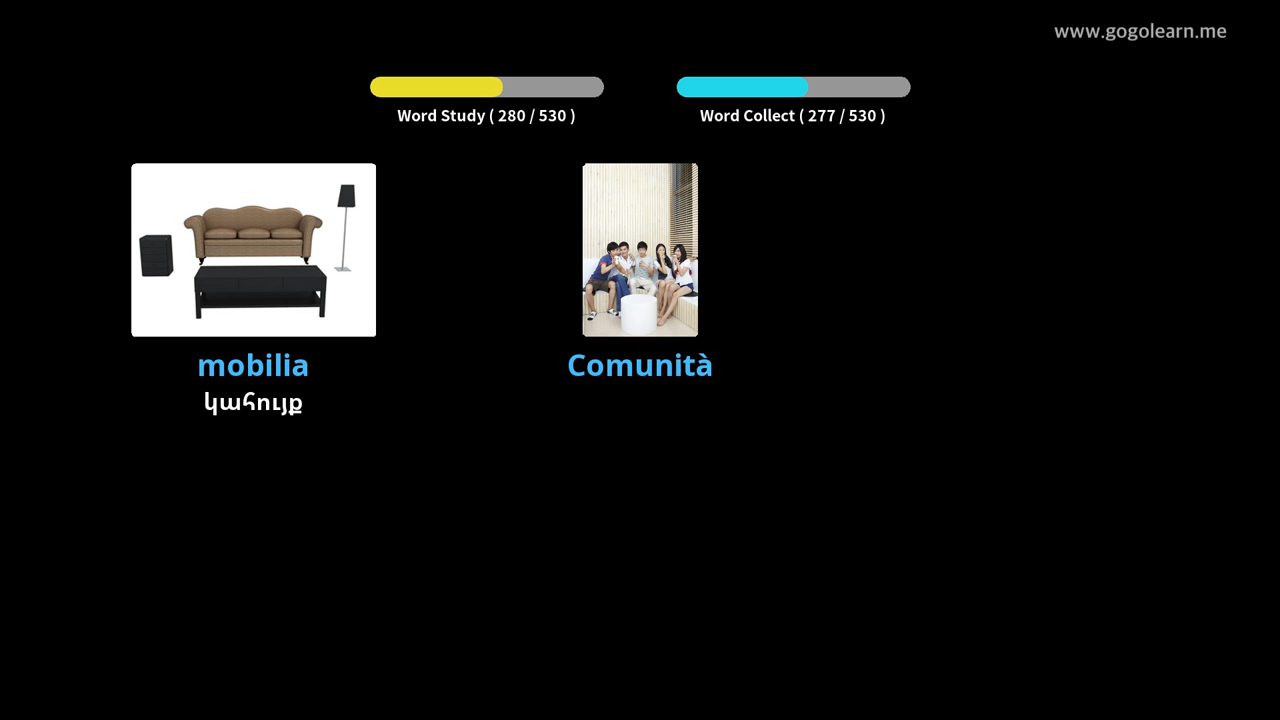 www.gogolearn.me
Word Study ( 280 / 530 )
Word Collect ( 277 / 530 )
mobilia
կահույք
Comunità